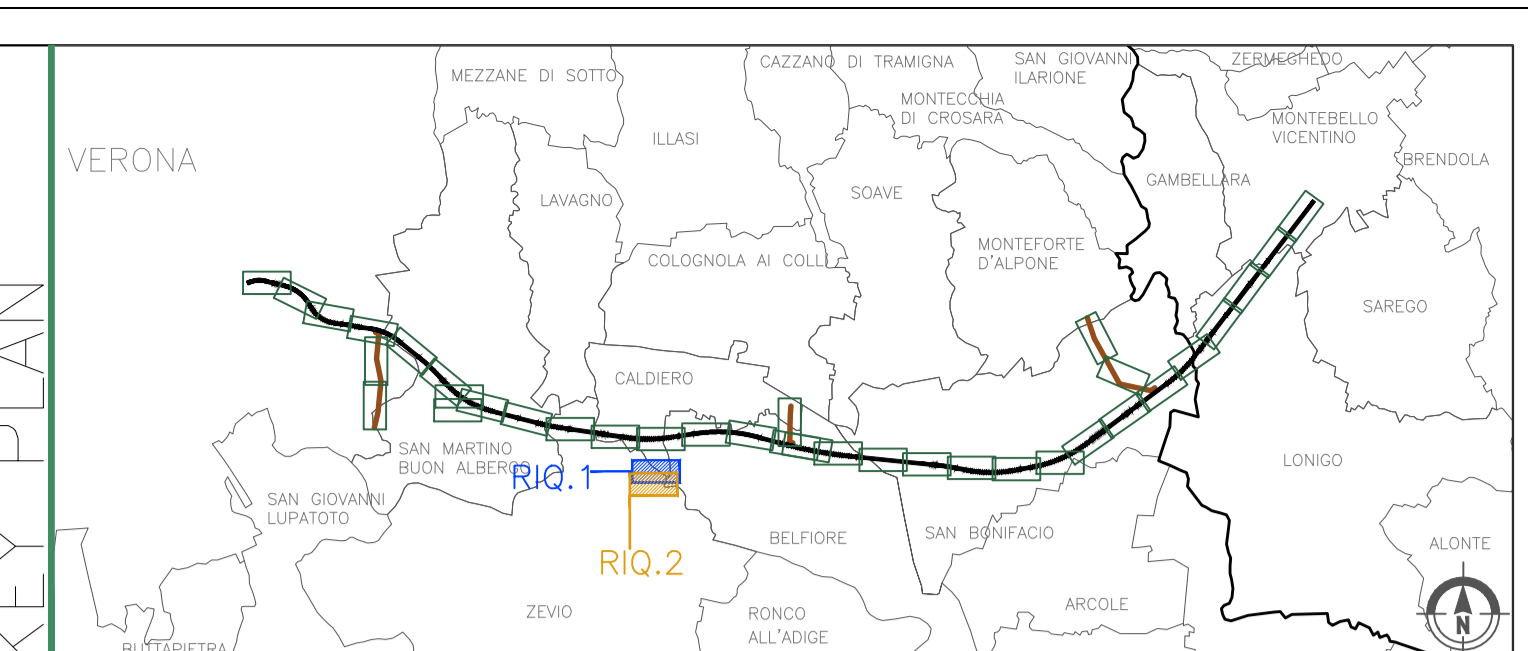 KEY PLAN
MEZZANE DI SOTTO
CAZZANO DI TRAMIGNA
SAN GIOVANNI
ILARIONE
ZERMEGHEDO
MONTECCHIA
DI CROSARA
MONTEBELLO
VICENTINO
VERONA
ILLASI
BRENDOLA
LAVAGNO
SOAVE
GAMBELLARA
COLOGNOLA AI COLL
MONTEFORTE
D'ALPONE
SAREGO
CALDIERO
SAN MARTINO
BUON ALBERGO
RIQ.1
LONIGO
SAN GIOVANNI
LUPATOTO
BELFIORE
SAN BONIFACIO
ALONTE
RIQ.2
ZEVIO
RONCO
ALL'ADIGE
ARCOLE
N
BUTTAPIETRA